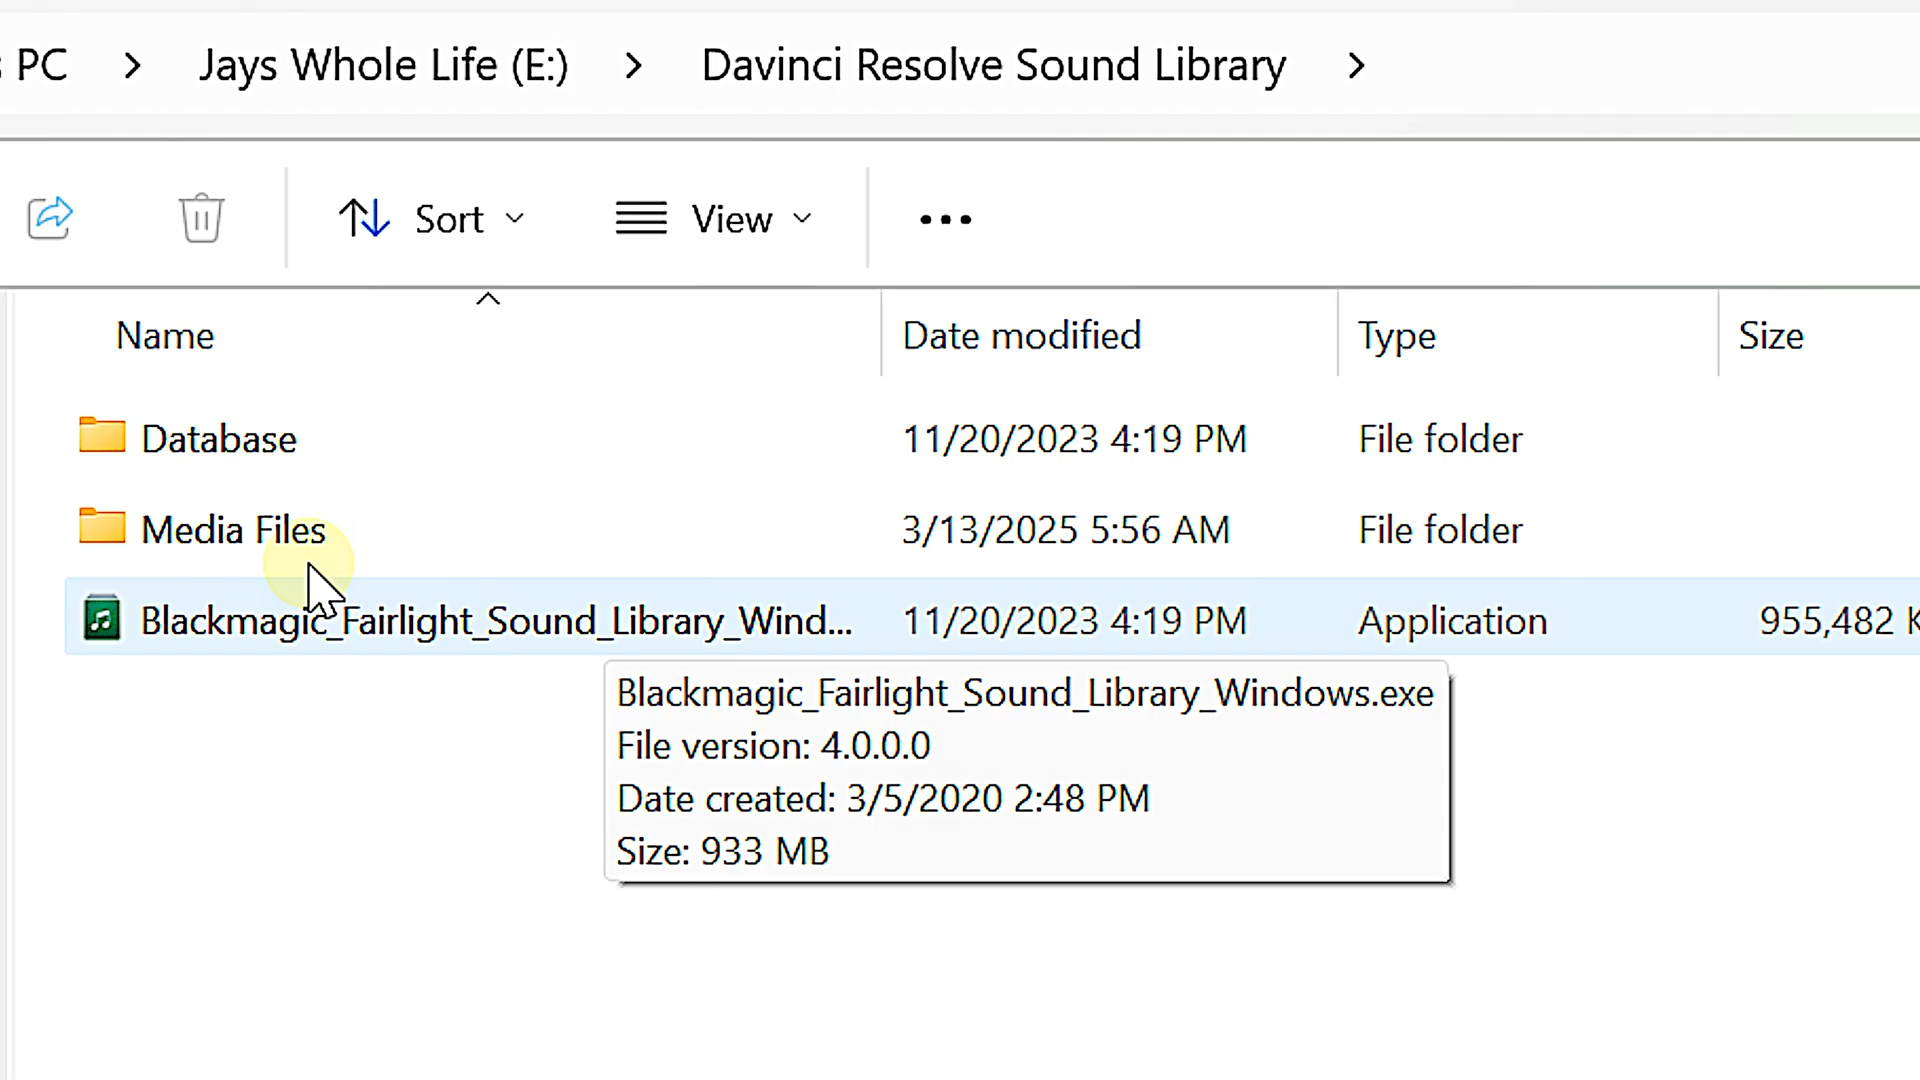 PC > Jays Whole Life (E:) > Davinci Resolve Sound Library >
Sort View
Name Date modified Type Size
Database 11/20/2023 4:19 PM File folder
Media Files 3/13/2025 5:56 AM File folder
Blackmagic_Fairlight_Sound_Library_Wind... 11/20/2023 4:19 PM Application 955,482 K
Blackmagic_Fairlight_Sound_Library_Windows.exe
File version: 4.0.0.0
Date created: 3/5/2020 2:48 PM
Size: 933 MB